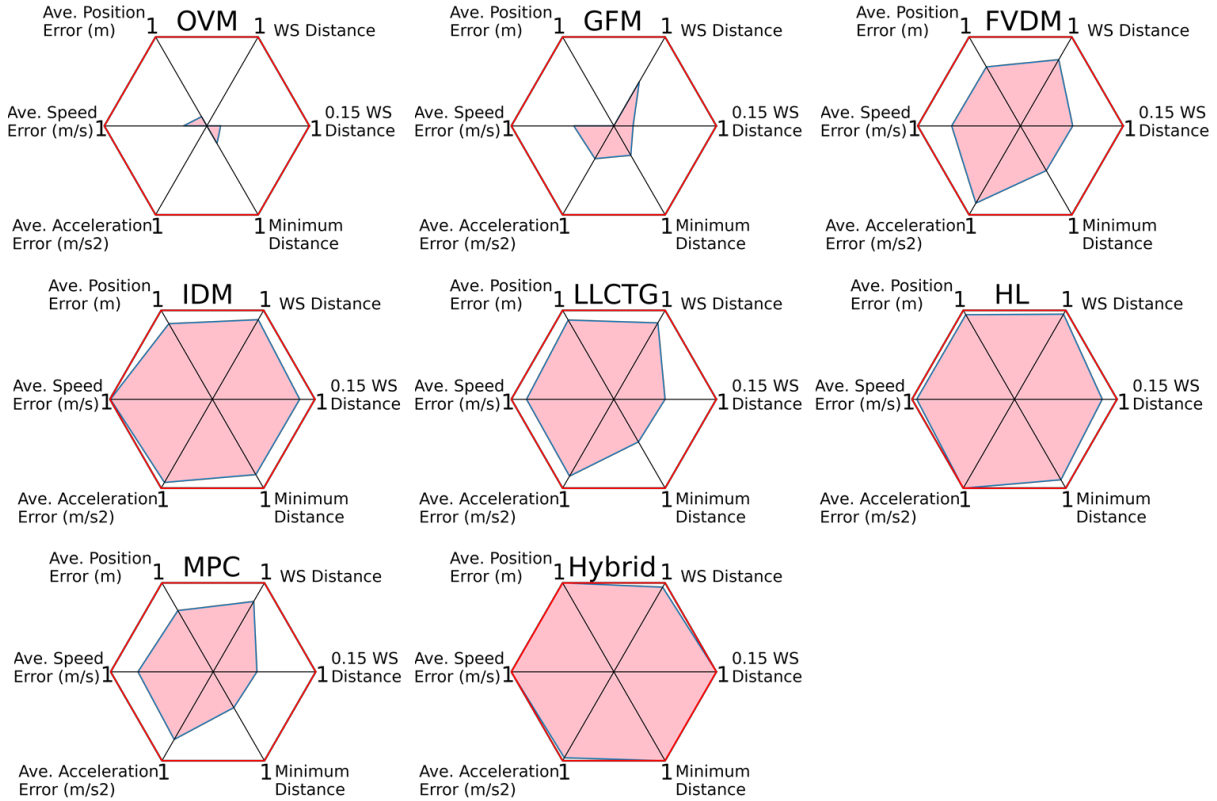 Ave. Position
Error (m)
1
OVM
1
WS Distance
Ave. Speed
Error (m/s)
1
1
0.15 WS
Distance
Ave. Acceleration
Error (m/s2)
1
1
Minimum
Distance
Ave. Position
Error (m)
1
GFM
1
WS Distance
Ave. Speed
Error (m/s)
1
1
0.15 WS
Distance
Ave. Acceleration
Error (m/s2)
1
1
Minimum
Distance
Ave. Position
Error (m)
1
FVDM
1
WS Distance
Ave. Speed
Error (m/s)
1
1
0.15 WS
Distance
Ave. Acceleration
Error (m/s2)
1
1
Minimum
Distance
Ave. Position
Error (m)
1
IDM
1
WS Distance
Ave. Speed
Error (m/s)
1
1
0.15 WS
Distance
Ave. Acceleration
Error (m/s2)
1
1
Minimum
Distance
Ave. Position
Error (m)
1
LLCTG
1
WS Distance
Ave. Speed
Error (m/s)
1
1
0.15 WS
Distance
Ave. Acceleration
Error (m/s2)
1
1
Minimum
Distance
Ave. Position
Error (m)
1
HL
1
WS Distance
Ave. Speed
Error (m/s)
1
1
0.15 WS
Distance
Ave. Acceleration
Error (m/s2)
1
1
Minimum
Distance
Ave. Position
Error (m)
1
MPC
1
WS Distance
Ave. Speed
Error (m/s)
1
1
0.15 WS
Distance
Ave. Acceleration
Error (m/s2)
1
1
Minimum
Distance
Ave. Position
Error (m)
1
Hybrid
1
WS Distance
Ave. Speed
Error (m/s)
1
1
0.15 WS
Distance
Ave. Acceleration
Error (m/s2)
1
1
Minimum
Distance